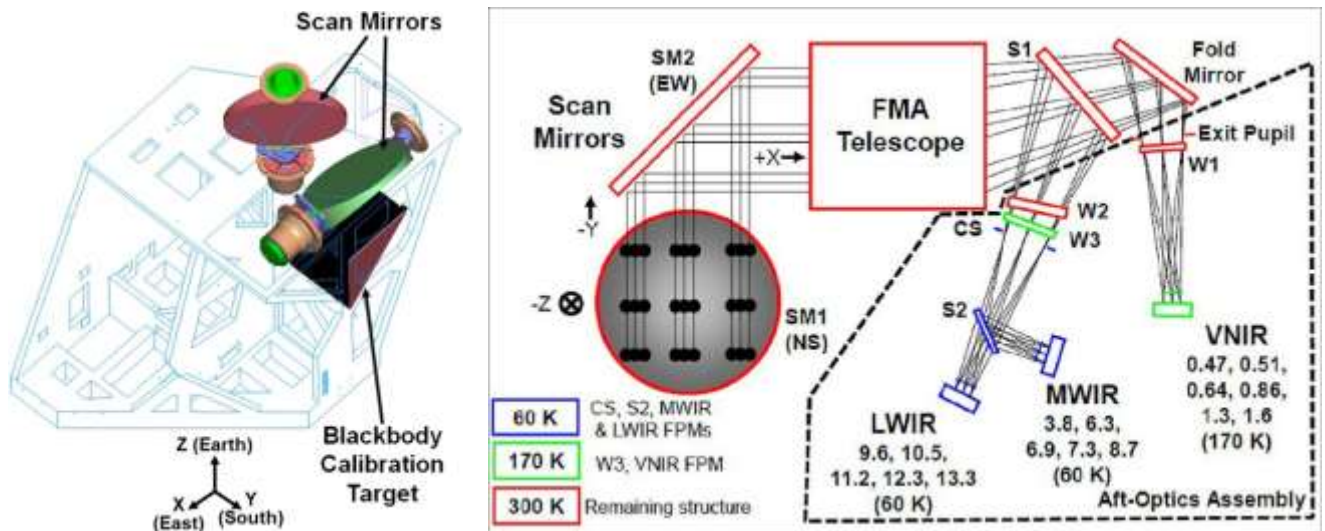 Scan Mirrors
Z (Earth)
X
(East)
Y
(South)
Blackbody
Calibration
Target
SM2
(EW)
Scan
Mirrors
FMA
Telescope
+X
-Y
-Z
SM1
(NS)
S1
Fold
Mirror
Exit Pupil
W1
W2
W3
CS
S2
VNIR
0.47, 0.51,
0.64, 0.86,
1.3, 1.6
(170 K)
MWIR
3.8, 6.3,
6.9, 7.3, 8.7
(60 K)
LWIR
9.6, 10.5,
11.2, 12.3, 13.3
(60 K)
Aft-Optics Assembly
60 K
CS, S2, MWIR
& LWIR FPMs
170 K
W3, VNIR FPM
300 K
Remaining structure